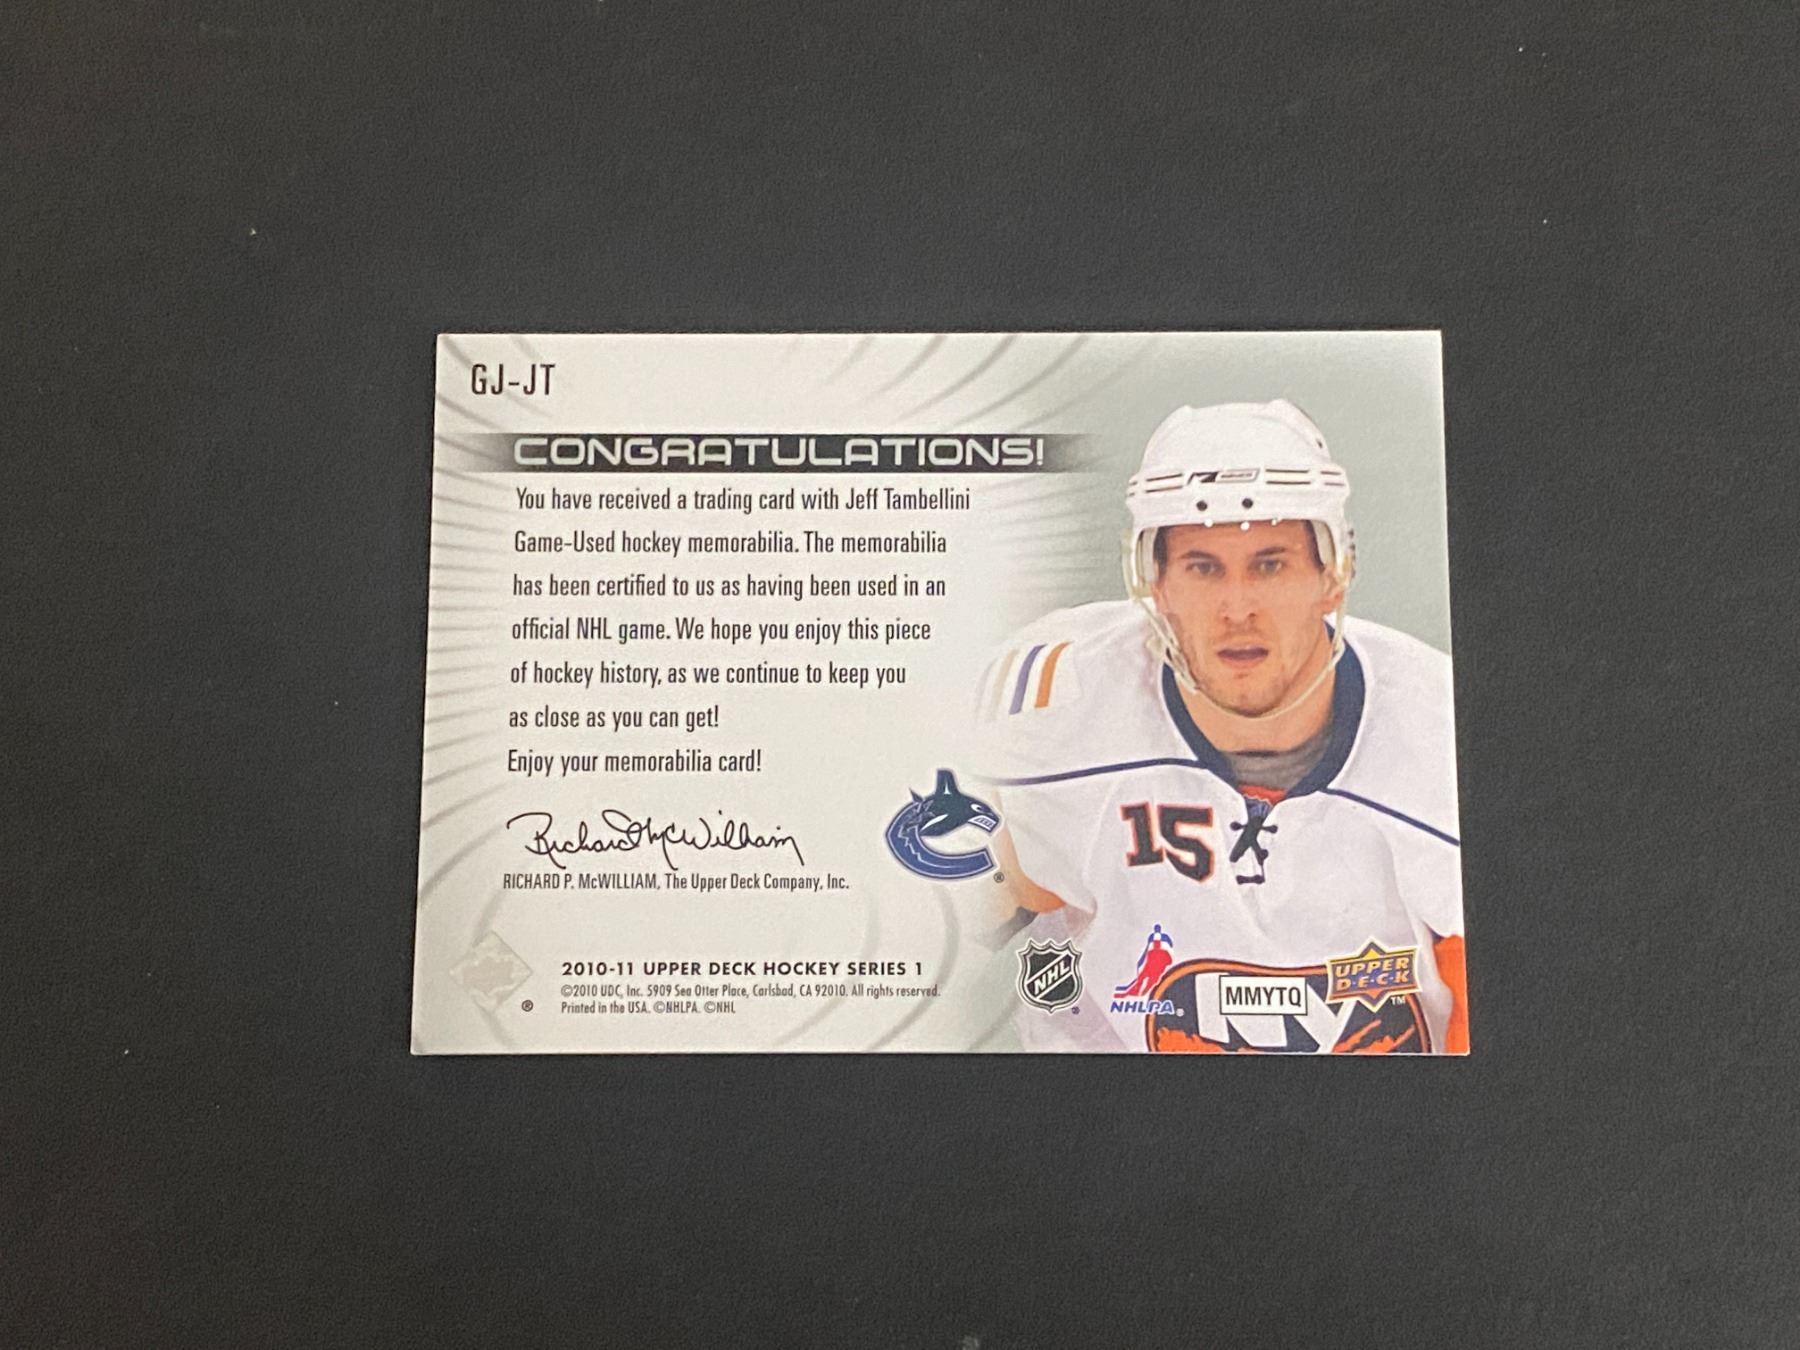 GJ-JT
CONGRATULATIONS!
You have received a trading card with Jeff Tambellini
Game-Used hockey memorabilia. The memorabilia
has been certified to us as having been used in an
official NHL game. We hope you enjoy this piece
of hockey history, as we continue to keep you
as close as you can get!
Enjoy your memorabilia card!
Richard McWilliam
RICHARD P. McWILLIAM, The Upper Deck Company, Inc.
15
®
2010-11 UPPER DECK HOCKEY SERIES 1
©2010 UDC, Inc. 5909 Sea Otter Place, Carlsbad, CA 92010. All rights reserved.
Printed in the USA. ©NHLPA. ©NHL
®
NHL
®
NHLPA®
MMYTQ
UPPER
D·E·C·K
TM